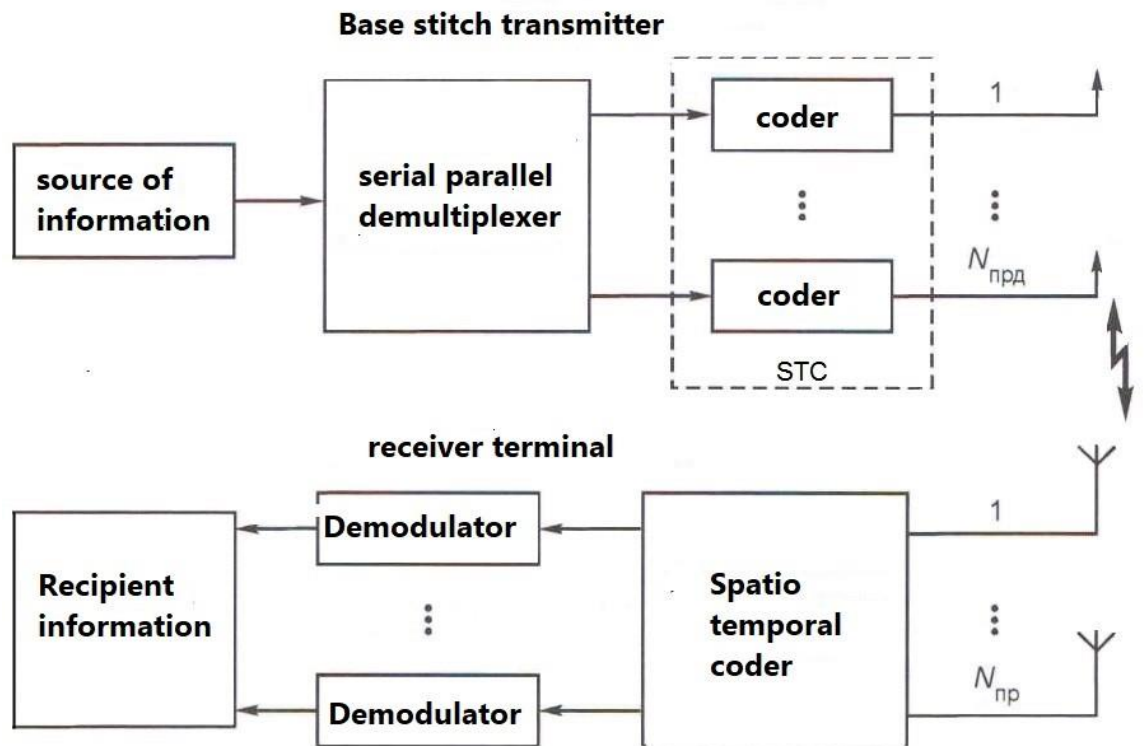 Base stitch transmitter
source of
information
serial parallel
demultiplexer
coder
1
coder
Nпрд
STC
receiver terminal
Recipient
information
Demodulator
Demodulator
Spatio
temporal
coder
1
Nпр